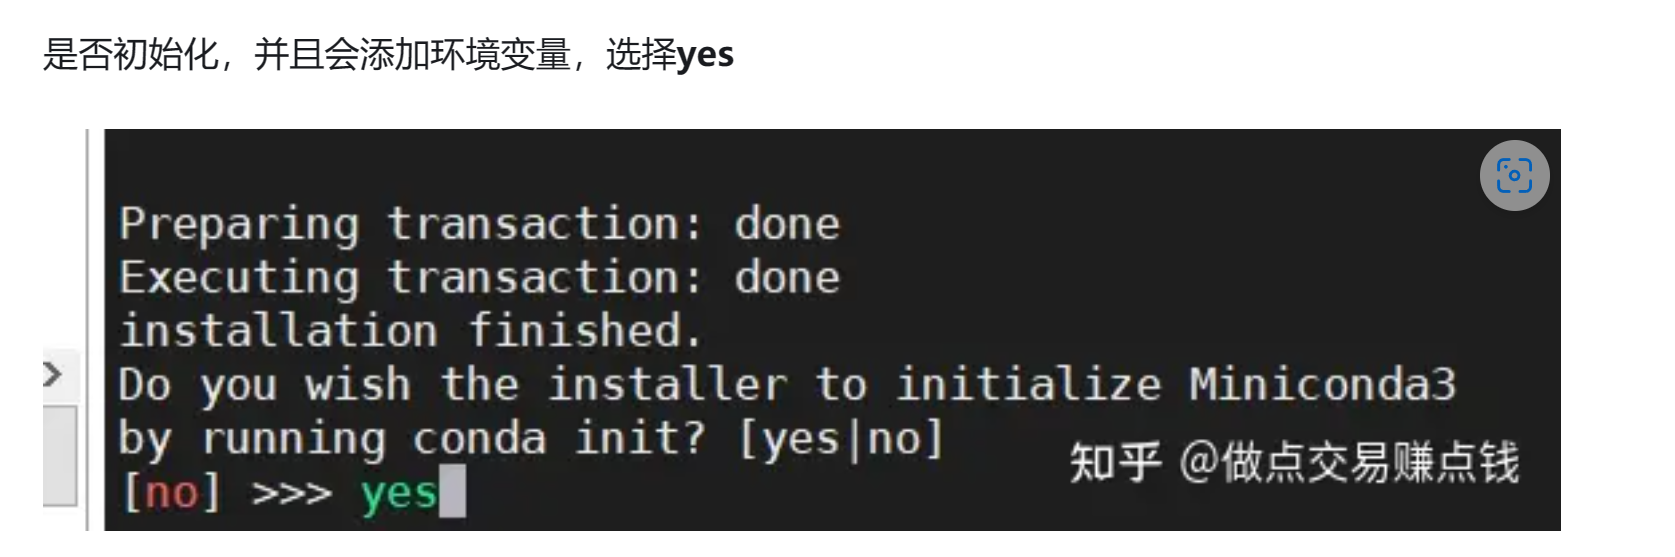 是否初始化，并且会添加环境变量，选择yes
Preparing transaction: done
Executing transaction: done
installation finished.
Do you wish the installer to initialize Miniconda3
by running conda init? [yes|no]
[no] >>> yes
知乎 @做点交易赚点钱